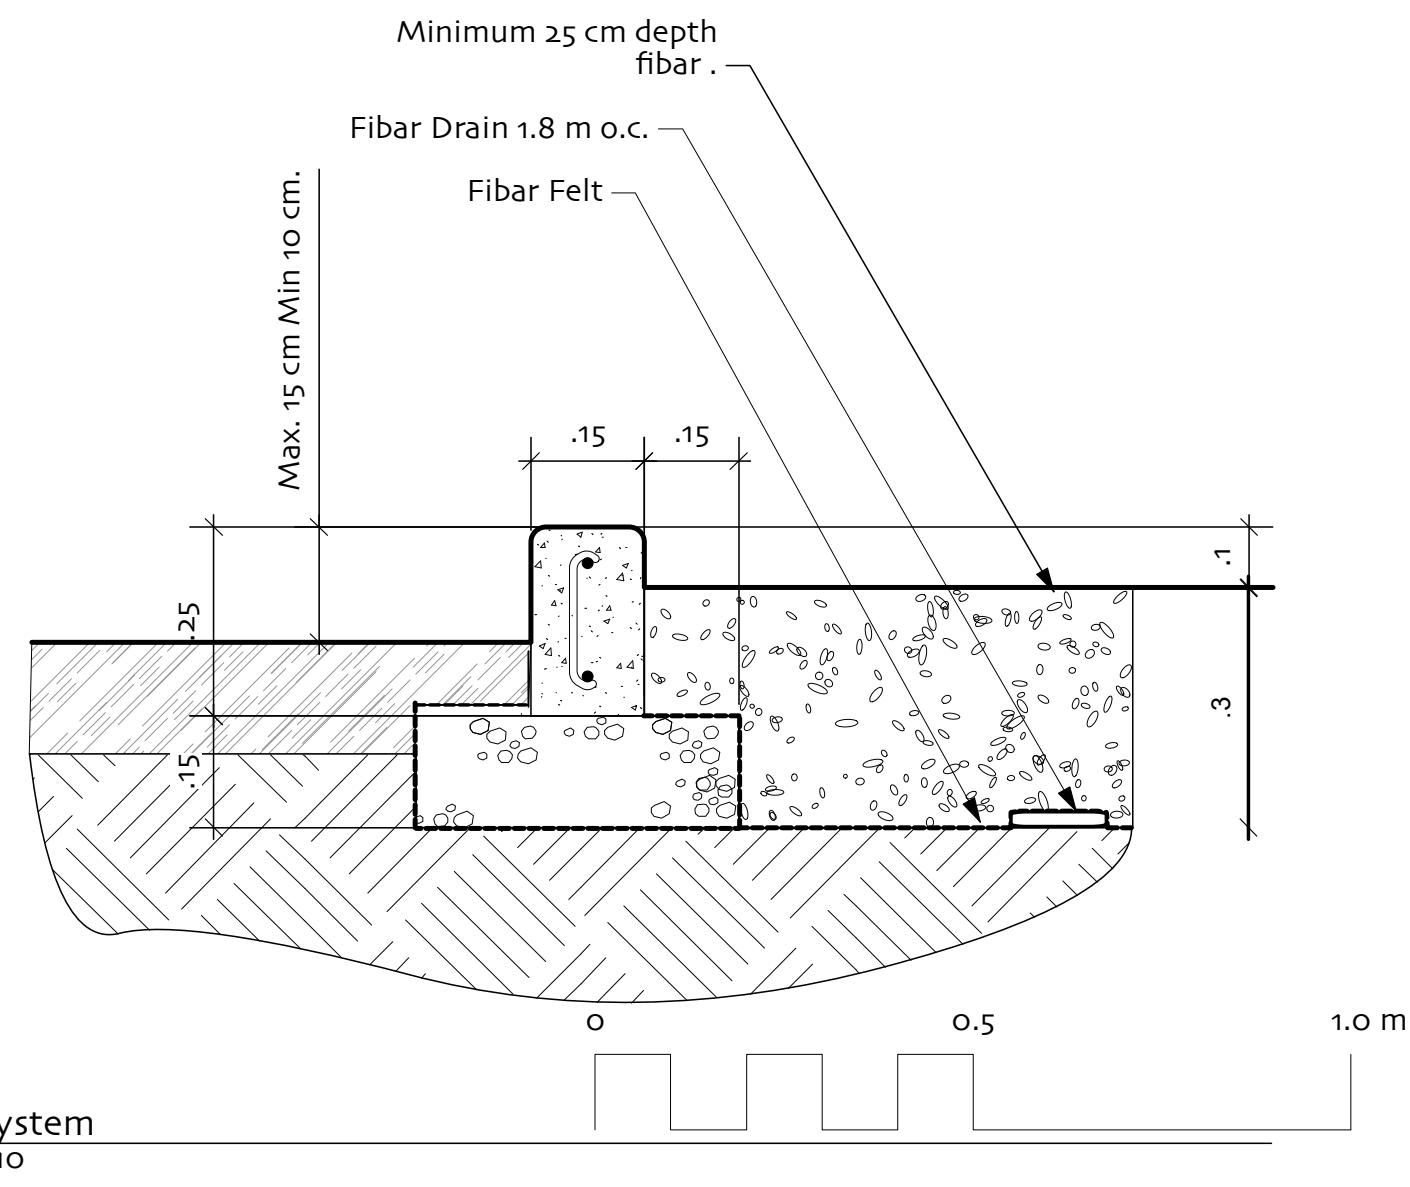 Minimum 25 cm depth
fibar .
Fibar Drain 1.8 m o.c.
Fibar Felt
Max. 15 cm Min 10 cm.
.15
.15
.1
.25
.3
.15
0
0.5
1.0 m
ystem
10